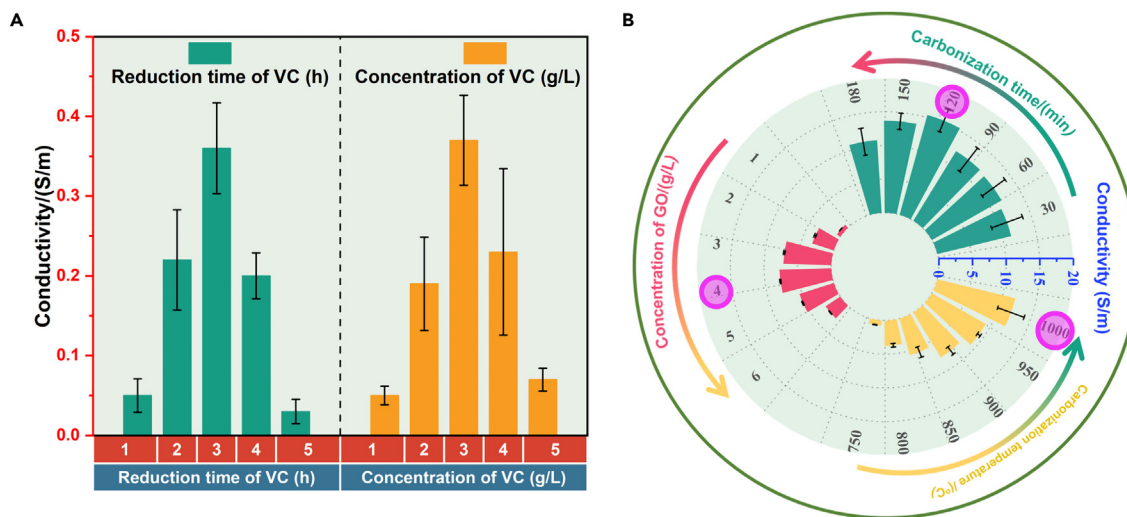 A
Conductivity/(S/m)
0.5
0.4
0.3
0.2
0.1
0.0
Reduction time of VC (h)
Concentration of VC (g/L)
1 2 3 4 5 1 2 3 4 5
Reduction time of VC (h)
Concentration of VC (g/L)
B
Carbonization time/(min)
180
150
120
90
60
30
Concentration of GO/(g/L)
1
2
3
4
5
6
Conductivity (S/m)
0 5 10 15 20
1000
950
900
850
800
750
Carbonization temperature /(°C)